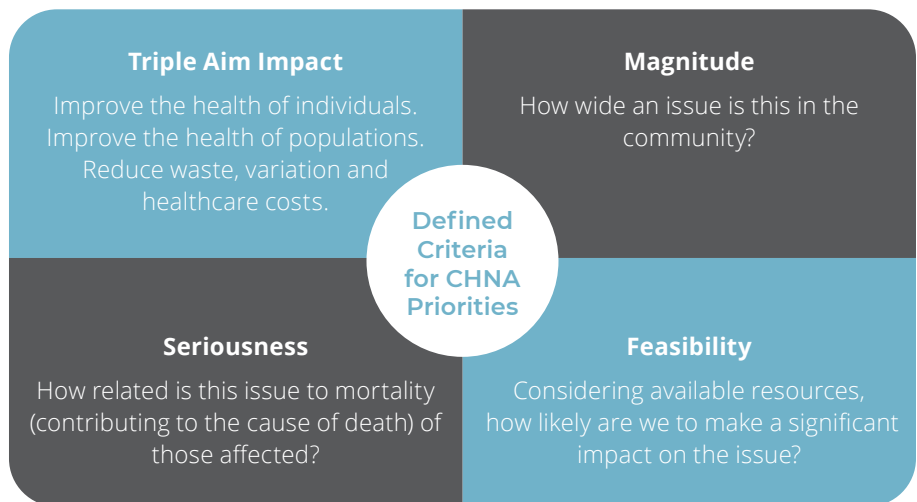 Triple Aim Impact
Improve the health of individuals.
Improve the health of populations.
Reduce waste, variation and
healthcare costs.
Magnitude
How wide an issue is this in the
community?
Defined
Criteria
for CHNA
Priorities
Seriousness
How related is this issue to mortality
(contributing to the cause of death) of
those affected?
Feasibility
Considering available resources,
how likely are we to make a significant
impact on the issue?